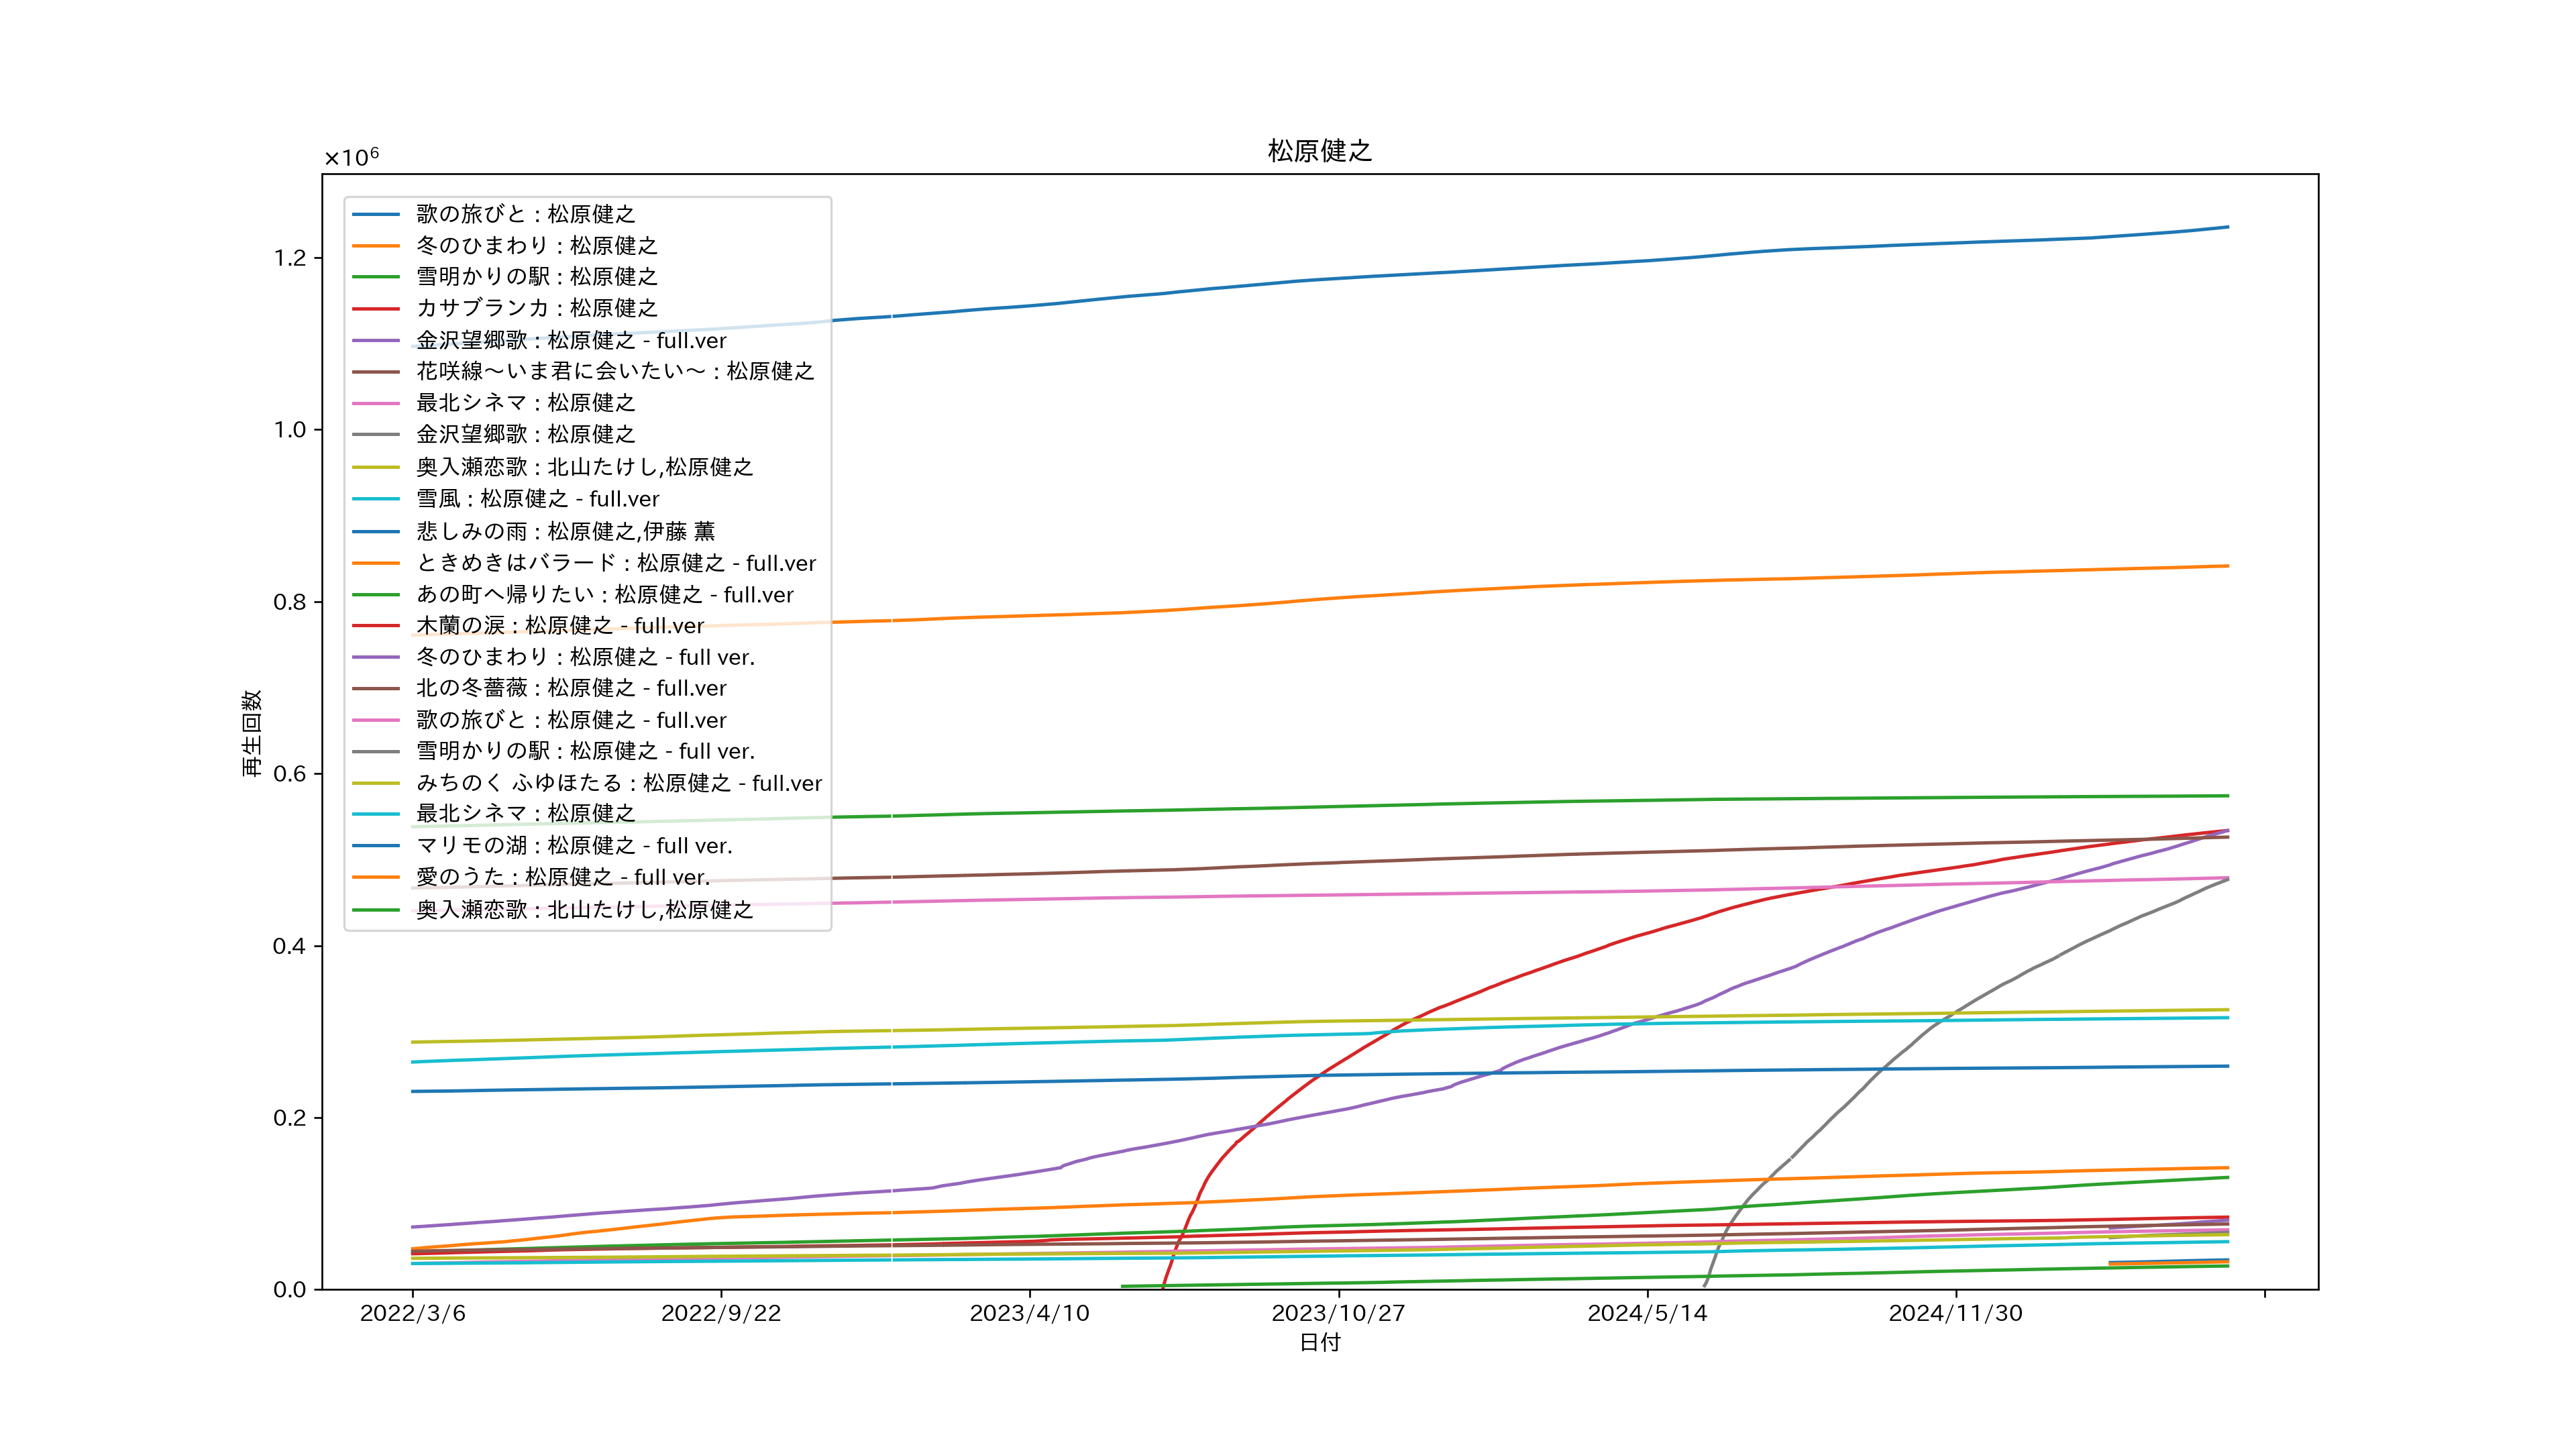 松原健之
×10⁶
1.2
1.0
0.8
0.6
0.4
0.2
0.0
再生回数
歌の旅びと : 松原健之
冬のひまわり : 松原健之
雪明かりの駅 : 松原健之
カサブランカ : 松原健之
金沢望郷歌 : 松原健之 - full.ver
花咲線～いま君に会いたい～ : 松原健之
最北シネマ : 松原健之
金沢望郷歌 : 松原健之
奥入瀬恋歌 : 北山たけし,松原健之
雪風 : 松原健之 - full.ver
悲しみの雨 : 松原健之,伊藤 薫
ときめきはバラード : 松原健之 - full.ver
あの町へ帰りたい : 松原健之 - full.ver
木蘭の涙 : 松原健之 - full.ver
冬のひまわり : 松原健之 - full ver.
北の冬薔薇 : 松原健之 - full.ver
歌の旅びと : 松原健之 - full.ver
雪明かりの駅 : 松原健之 - full ver.
みちのく ふゆほたる : 松原健之 - full.ver
最北シネマ : 松原健之
マリモの湖 : 松原健之 - full ver.
愛のうた : 松原健之 - full ver.
奥入瀬恋歌 : 北山たけし,松原健之
2022/3/6
2022/9/22
2023/4/10
2023/10/27
2024/5/14
2024/11/30
日付